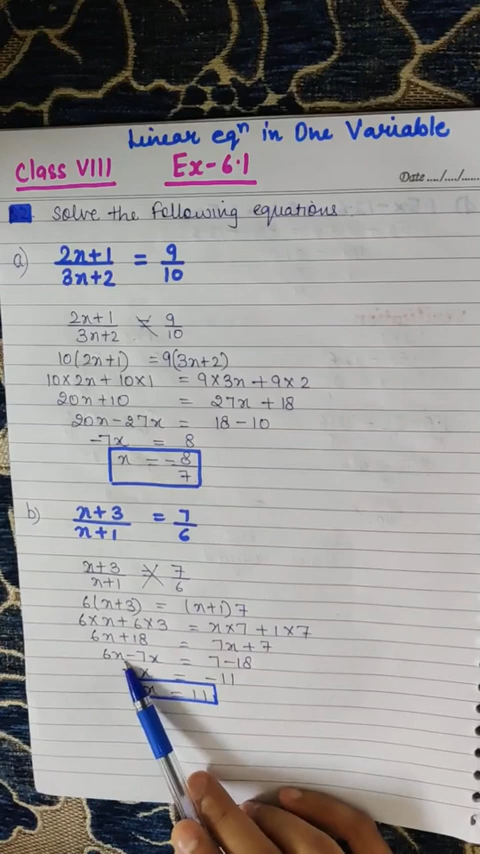 Linear eqⁿ in One Variable
Class VIII Ex-6.1
Date ..../..../......
Solve the following equations.
a) 2x+1/3x+2 = 9/10
2x+1/3x+2 = 9/10
10(2x+1) = 9(3x+2)
10×2x + 10×1 = 9×3x + 9×2
20x+10 = 27x + 18
20x-27x = 18-10
-7x = 8
x = -8/7
b) x+3/x+1 = 7/6
x+3/x+1 7/6
6(x+3) = (x+1)7
6×x+6×3 = x×7+1×7
6x+18 = 7x+7
6x-7x = 7-18
x = -11
x = 11